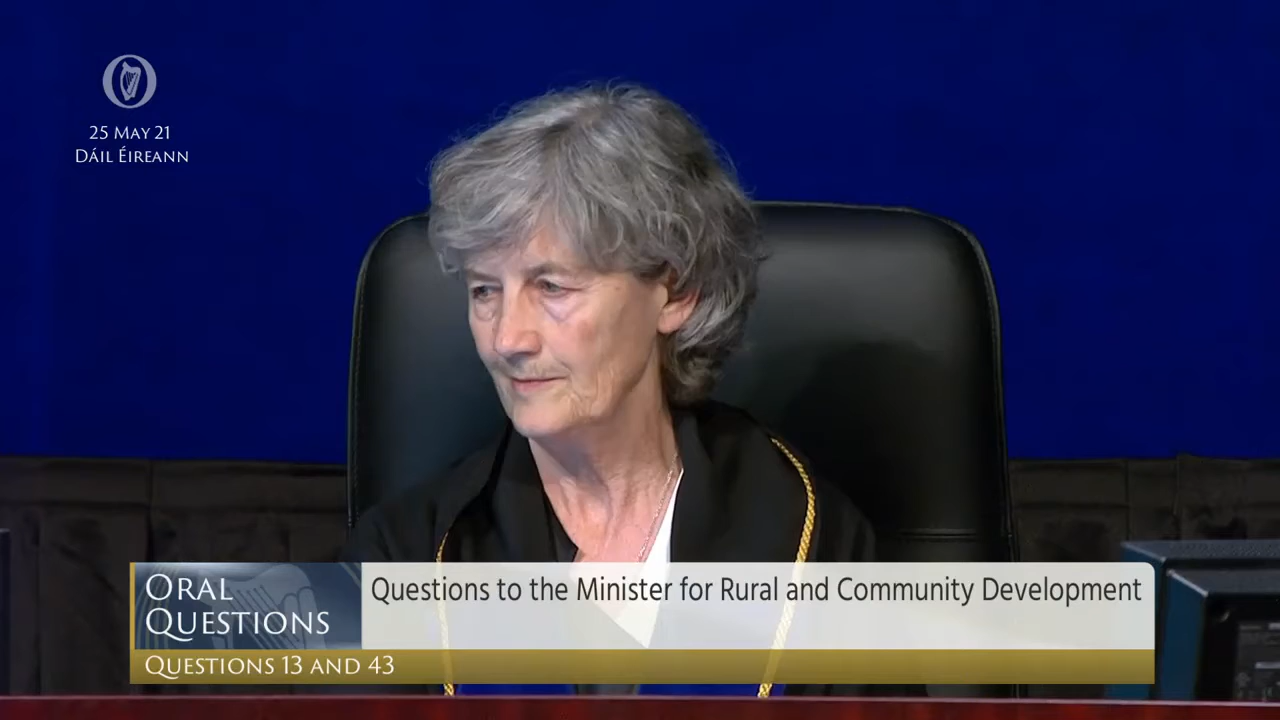 25 May 21
Dáil Éireann
Oral
Questions
Questions to the Minister for Rural and Community Development
Questions 13 and 43